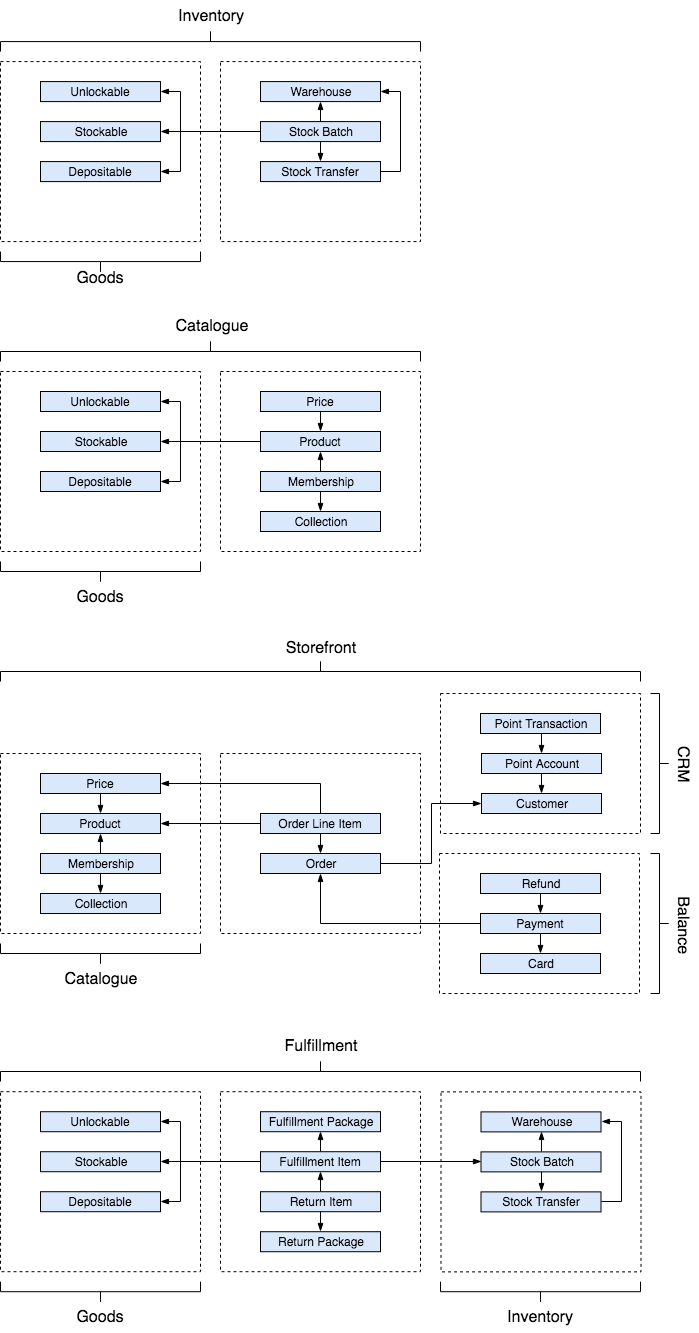 Inventory
Unlockable
Warehouse
Stockable
Stock Batch
Depositable
Stock Transfer
Goods
Catalogue
Unlockable
Price
Stockable
Product
Depositable
Membership
Collection
Goods
Storefront
Point Transaction
Point Account
Customer
CRM
Price
Product
Order Line Item
Membership
Order
Collection
Refund
Payment
Card
Balance
Catalogue
Fulfillment
Unlockable
Fulfillment Package
Warehouse
Stockable
Fulfillment Item
Stock Batch
Depositable
Return Item
Stock Transfer
Return Package
Goods
Inventory